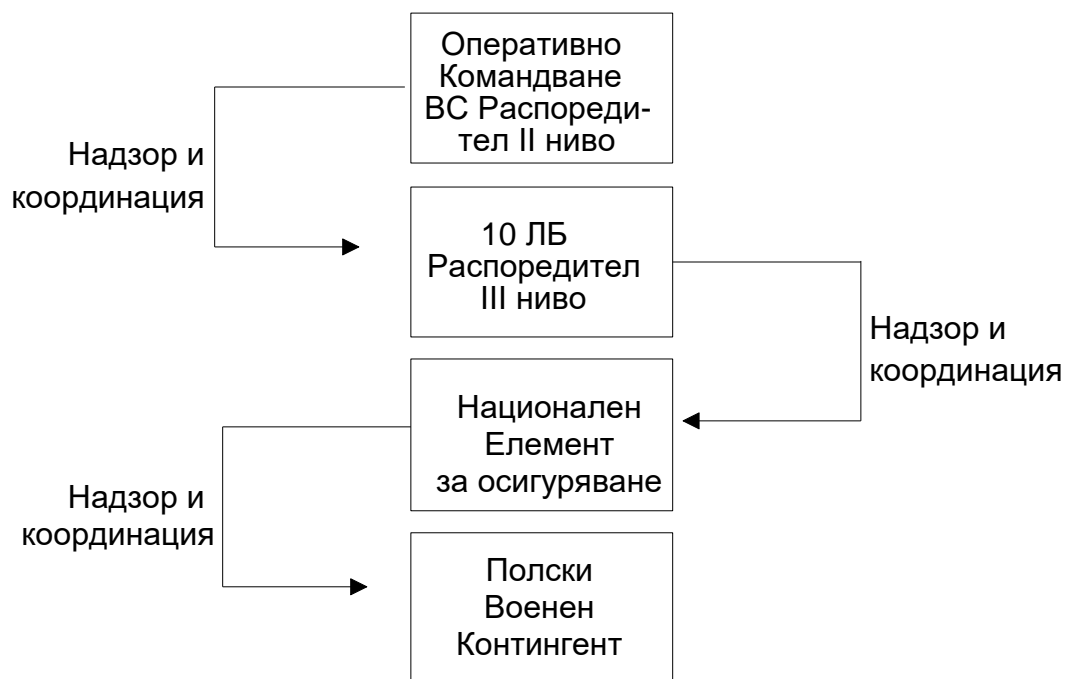 Оперативно
Командване
ВС Распореди-
тел II ниво
Надзор и
координация
10 ЛБ
Распоредител
III ниво
Надзор и
координация
Национален
Елемент
за осигуряване
Надзор и
координация
Полски
Военен
Контингент